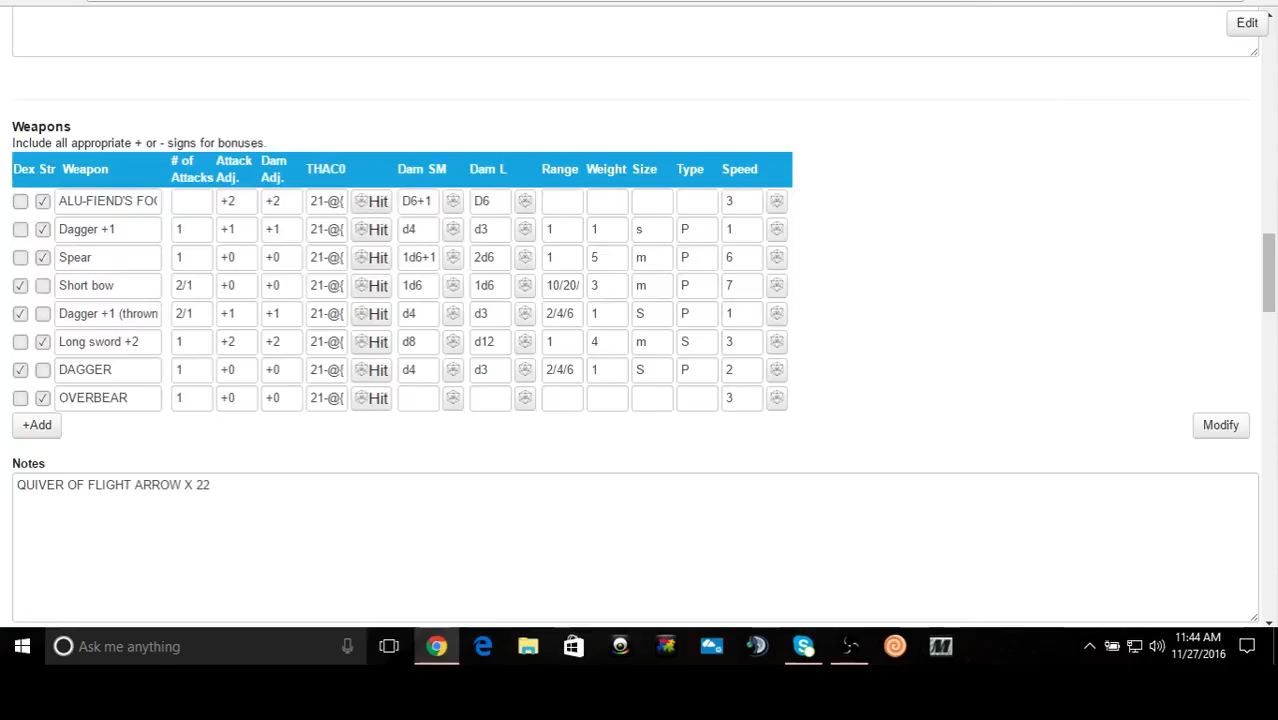 Edit
Weapons
Include all appropriate + or - signs for bonuses.
Dex Str Weapon # of Attacks Attack Adj. Dam Adj. THAC0 Dam SM Dam L Range Weight Size Type Speed
ALU-FIEND'S FOO +2 +2 21-@{ Hit D6+1 D6 3
Dagger +1 1 +1 +1 21-@{ Hit d4 d3 1 1 s P 1
Spear 1 +0 +0 21-@{ Hit 1d6+1 2d6 1 5 m P 6
Short bow 2/1 +0 +0 21-@{ Hit 1d6 1d6 10/20/ 3 m P 7
Dagger +1 (thrown 2/1 +1 +1 21-@{ Hit d4 d3 2/4/6 1 S P 1
Long sword +2 1 +2 +2 21-@{ Hit d8 d12 1 4 m S 3
DAGGER 1 +0 +0 21-@{ Hit d4 d3 2/4/6 1 S P 2
OVERBEAR 1 +0 +0 21-@{ Hit 3
+Add Modify
Notes
QUIVER OF FLIGHT ARROW X 22
Ask me anything
11:44 AM
11/27/2016